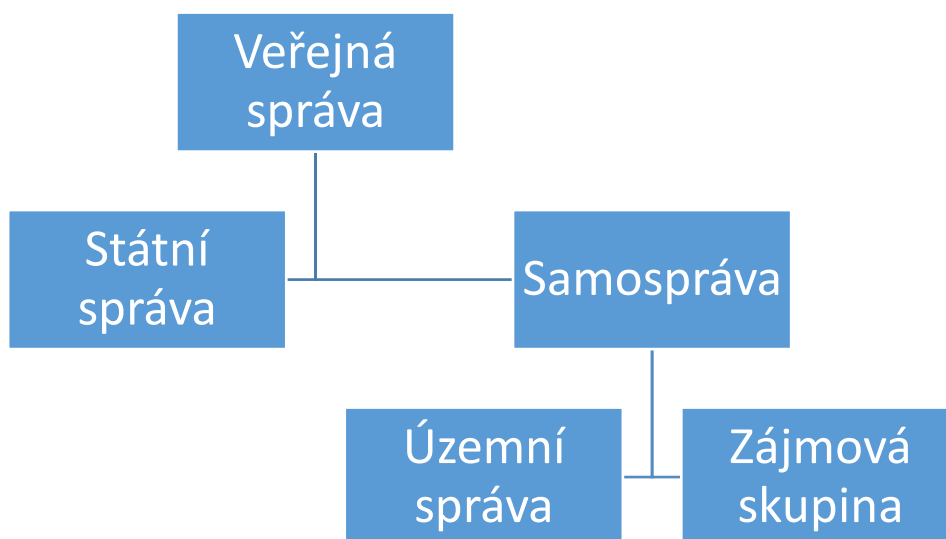 Veřejná
správa
Státní
správa
Samospráva
Územní
správa
Zájmová
skupina